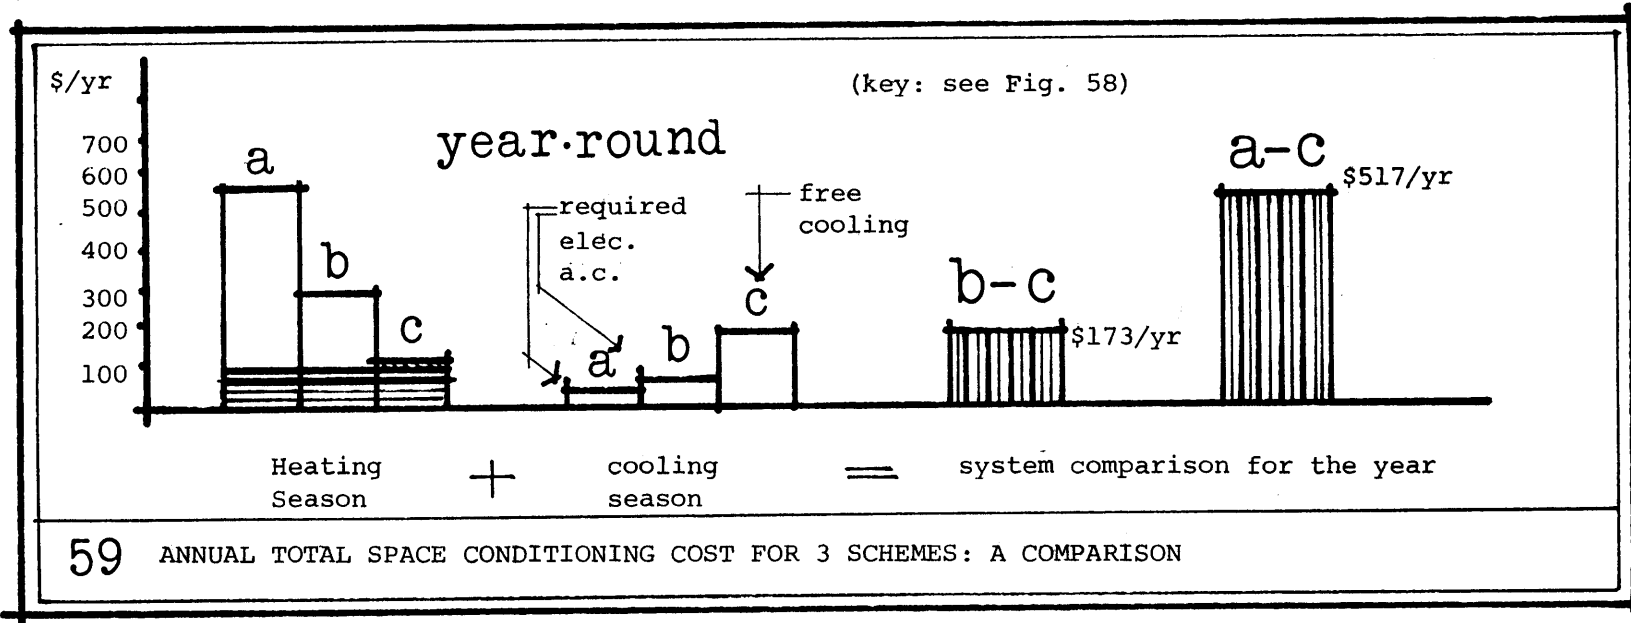 $/yr
(key: see Fig. 58)
700
600
500
400
300
200
100
year·round
a
b
c
required
elec.
a.c.
free
cooling
a
b
c
b-c
$173/yr
a-c
$517/yr
Heating
Season
+
cooling
season
=
system comparison for the year
59 ANNUAL TOTAL SPACE CONDITIONING COST FOR 3 SCHEMES: A COMPARISON